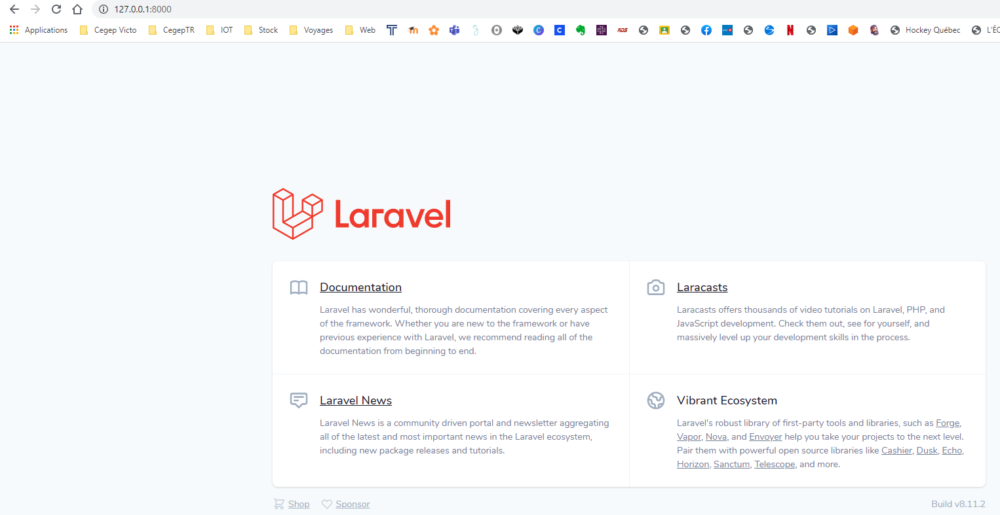 127.0.0.1:8000
Applications Cegep Victo CegepTR IOT Stock Voyages Web RDS Hockey Québec L'ÉC
Laravel
Documentation
Laravel has wonderful, thorough documentation covering every aspect
of the framework. Whether you are new to the framework or have
previous experience with Laravel, we recommend reading all of the
documentation from beginning to end.
Laracasts
Laracasts offers thousands of video tutorials on Laravel, PHP, and
JavaScript development. Check them out, see for yourself, and
massively level up your development skills in the process.
Laravel News
Laravel News is a community driven portal and newsletter aggregating
all of the latest and most important news in the Laravel ecosystem,
including new package releases and tutorials.
Vibrant Ecosystem
Laravel's robust library of first-party tools and libraries, such as Forge,
Vapor, Nova, and Envoyer help you take your projects to the next level.
Pair them with powerful open source libraries like Cashier, Dusk, Echo,
Horizon, Sanctum, Telescope, and more.
Shop Sponsor
Build v8.11.2